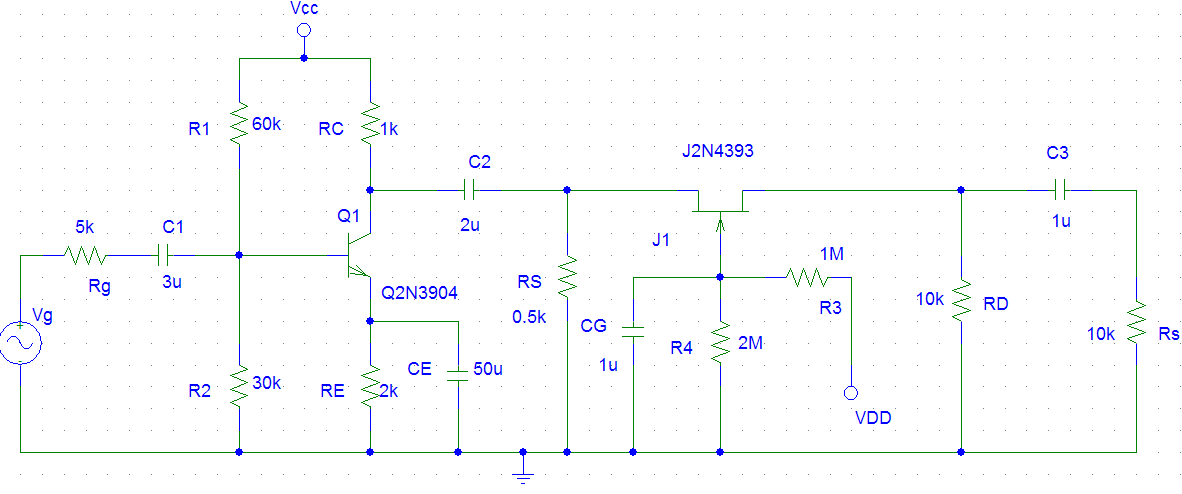 Vcc
R1
60k
RC
1k
J2N4393
C2
C3
Q1
2u
1u
5k
C1
J1
Rg
3u
1M
Q2N3904
RS
0.5k
R3
10k
RD
Vg
CG
1u
R4
2M
10k
Rs
CE
50u
R2
30k
RE
2k
VDD